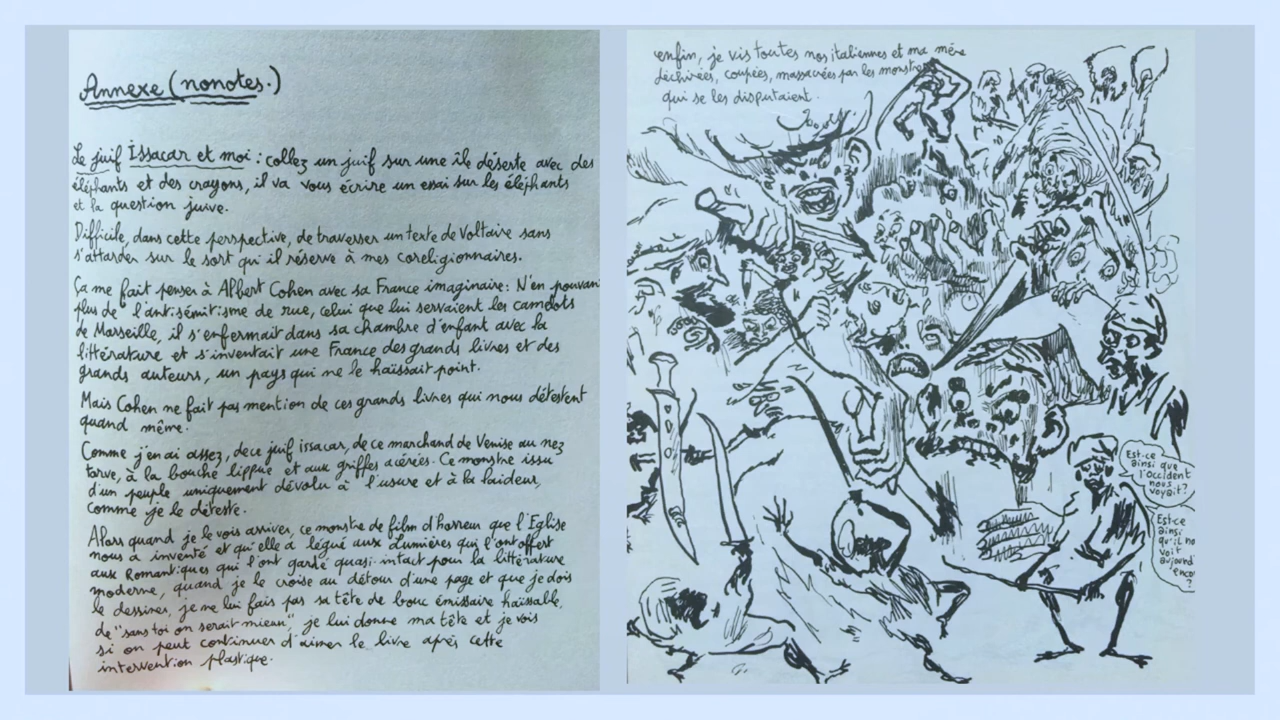 Annexe (nonotes.)
Le juif Issacar et moi : collez un juif sur une île déserte avec des
éléphants et des crayons, il va vous écrire un essai sur les éléphants
et la question juive.
Difficile, dans cette perspective, de traverser un texte de Voltaire sans
s'attarder sur le sort qu'il réserve à mes coreligionnaires.
Ça me fait penser à Albert Cohen avec sa France imaginaire : N'en pouvant
plus de l'antisémitisme de rue, celui que lui servaient les camelots
de Marseille, il s'enfermait dans sa chambre d'enfant avec la
littérature et s'inventait une France des grands livres et des
grands auteurs, un pays qui ne le haïssait point.
Mais Cohen ne fait pas mention de ces grands livres qui nous détestent
quand même.
Comme j'en ai assez, de ce juif issacar, de ce marchand de Venise au nez
torve, à la bouche lippue et aux griffes acérées. Ce monstre issu
d'un peuple uniquement dévolu à l'usure et à la laideur,
comme je le déteste.
Alors quand je le vois arriver, ce monstre de film d'horreur que l'Eglise
nous a inventé et qu'elle a légué aux Lumières qui l'ont offert
aux Romantiques qui l'ont gardé quasi-intact pour la littérature
moderne, quand je le croise au détour d'une page et que je dois
le dessiner, je ne lui fais pas sa tête de bouc émissaire haïssable,
de "sans toi on serait mieux", je lui donne ma tête et je vois
si on peut continuer d'aimer le livre après cette
intervention plastique.
enfin, je vis toutes nos italiennes et ma mère
déchirées, coupées, massacrées par les monstres
qui se les disputaient.
Est-ce
ainsi que
l'Occident
nous
voyait?
Est-ce
ainsi
qu'il no
voit
aujourd
enco
?